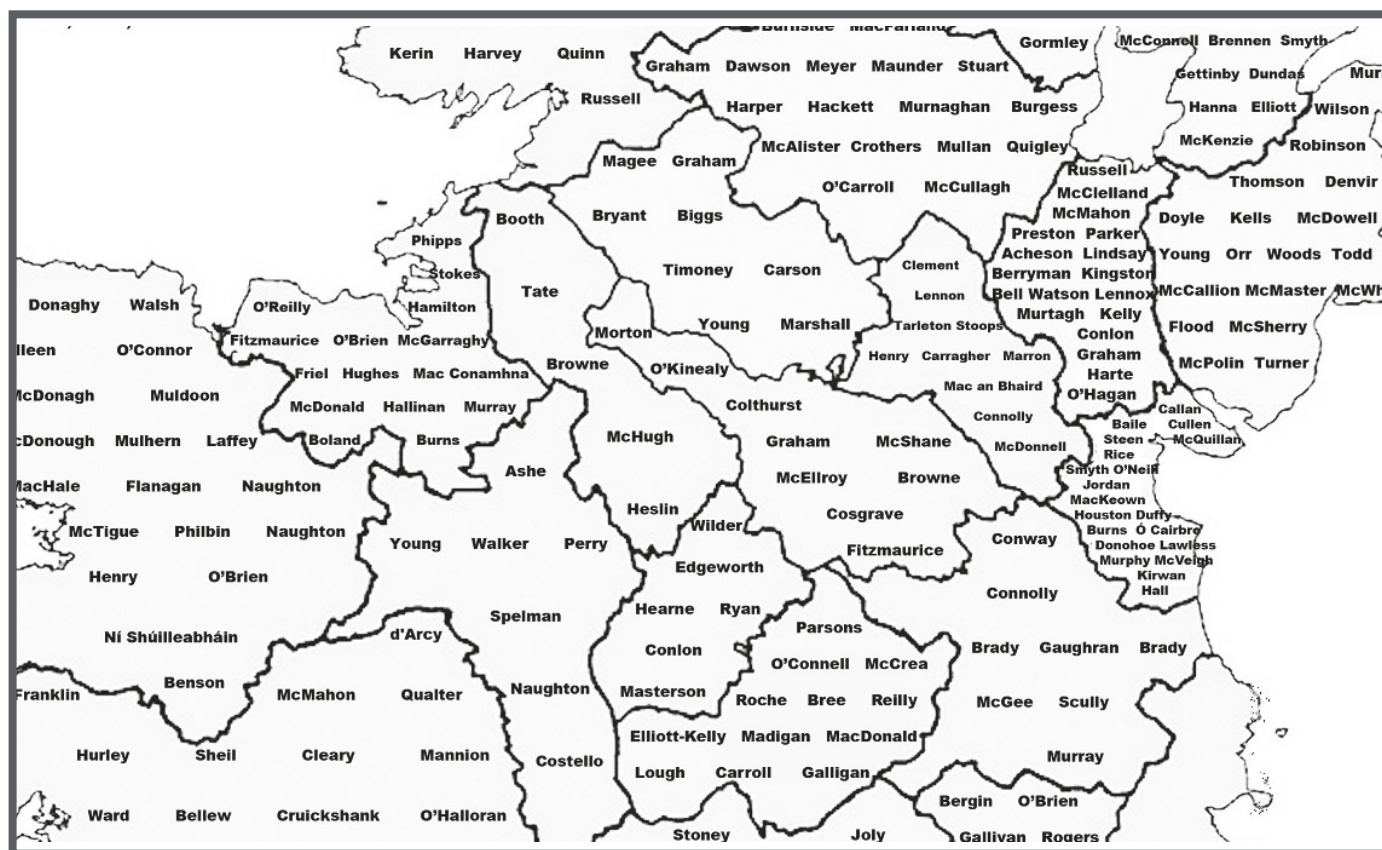 Burnside MacFarland
Kerin Harvey Quinn
Gormley
McConnell Brennen Smyth
Graham Dawson Meyer Maunder Stuart
Gettinby Dundas
Russell
Harper Hackett Murnaghan Burgess
Hanna Elliott
Wilson
McKenzie
Robinson
Magee Graham
McAlister Crothers Mullan Quigley
Russell
O'Carroll McCullagh
McClelland
Thomson Denvir
Booth
Bryant Biggs
McMahon
Doyle Kells McDowell
Phipps
Preston Parker
Acheson Lindsay
Young Orr Woods Todd
Stokes
Timoney Carson
Clement
Berryman Kingston
Donaghy Walsh
O'Reilly
Hamilton
Tate
Lennon
Bell Watson Lennox
McCallion McMaster
Murtagh Kelly
Young Marshall
Tarleton Stoops
Flood McSherry
Fitzmaurice O'Brien McGarraghy
Morton
Conlon
O'Connor
Henry Carragher Marron
Graham
McPolin Turner
Friel Hughes Mac Conamhna
Browne
O'Kinealy
Harte
McDonagh Muldoon
Mac an Bhaird
O'Hagan
McDonald Hallinan Murray
Colthurst
Connolly
Callan
Baile Cullen
McDonough Mulhern Laffey
Boland Burns
McHugh
Graham McShane
McDonnell
Steen McQuillan
Rice
Ashe
McEllroy Browne
Smyth O'Neill
Jordan
MacHale Flanagan Naughton
MacKeown
Heslin
Cosgrave
Houston Duffy
McTigue Philbin Naughton
Wilder
Burns Ó Cairbre
Young Walker Perry
Fitzmaurice
Conway
Donohoe Lawless
Murphy McVeigh
Henry O'Brien
Edgeworth
Kirwan
Hall
Connolly
Hearne Ryan
Spelman
Parsons
Ní Shúilleabháin
d'Arcy
Conlon
O'Connell McCrea
Brady Gaughran Brady
Benson
Franklin
McMahon Qualter
Naughton
Masterson
Roche Bree Reilly
McGee Scully
Elliott-Kelly Madigan MacDonald
Hurley Sheil Cleary Mannion
Costello
Murray
Lough Carroll Galligan
Ward Bellew Cruickshank O'Halloran
Bergin O'Brien
Stoney Joly
Gallivan Rogers